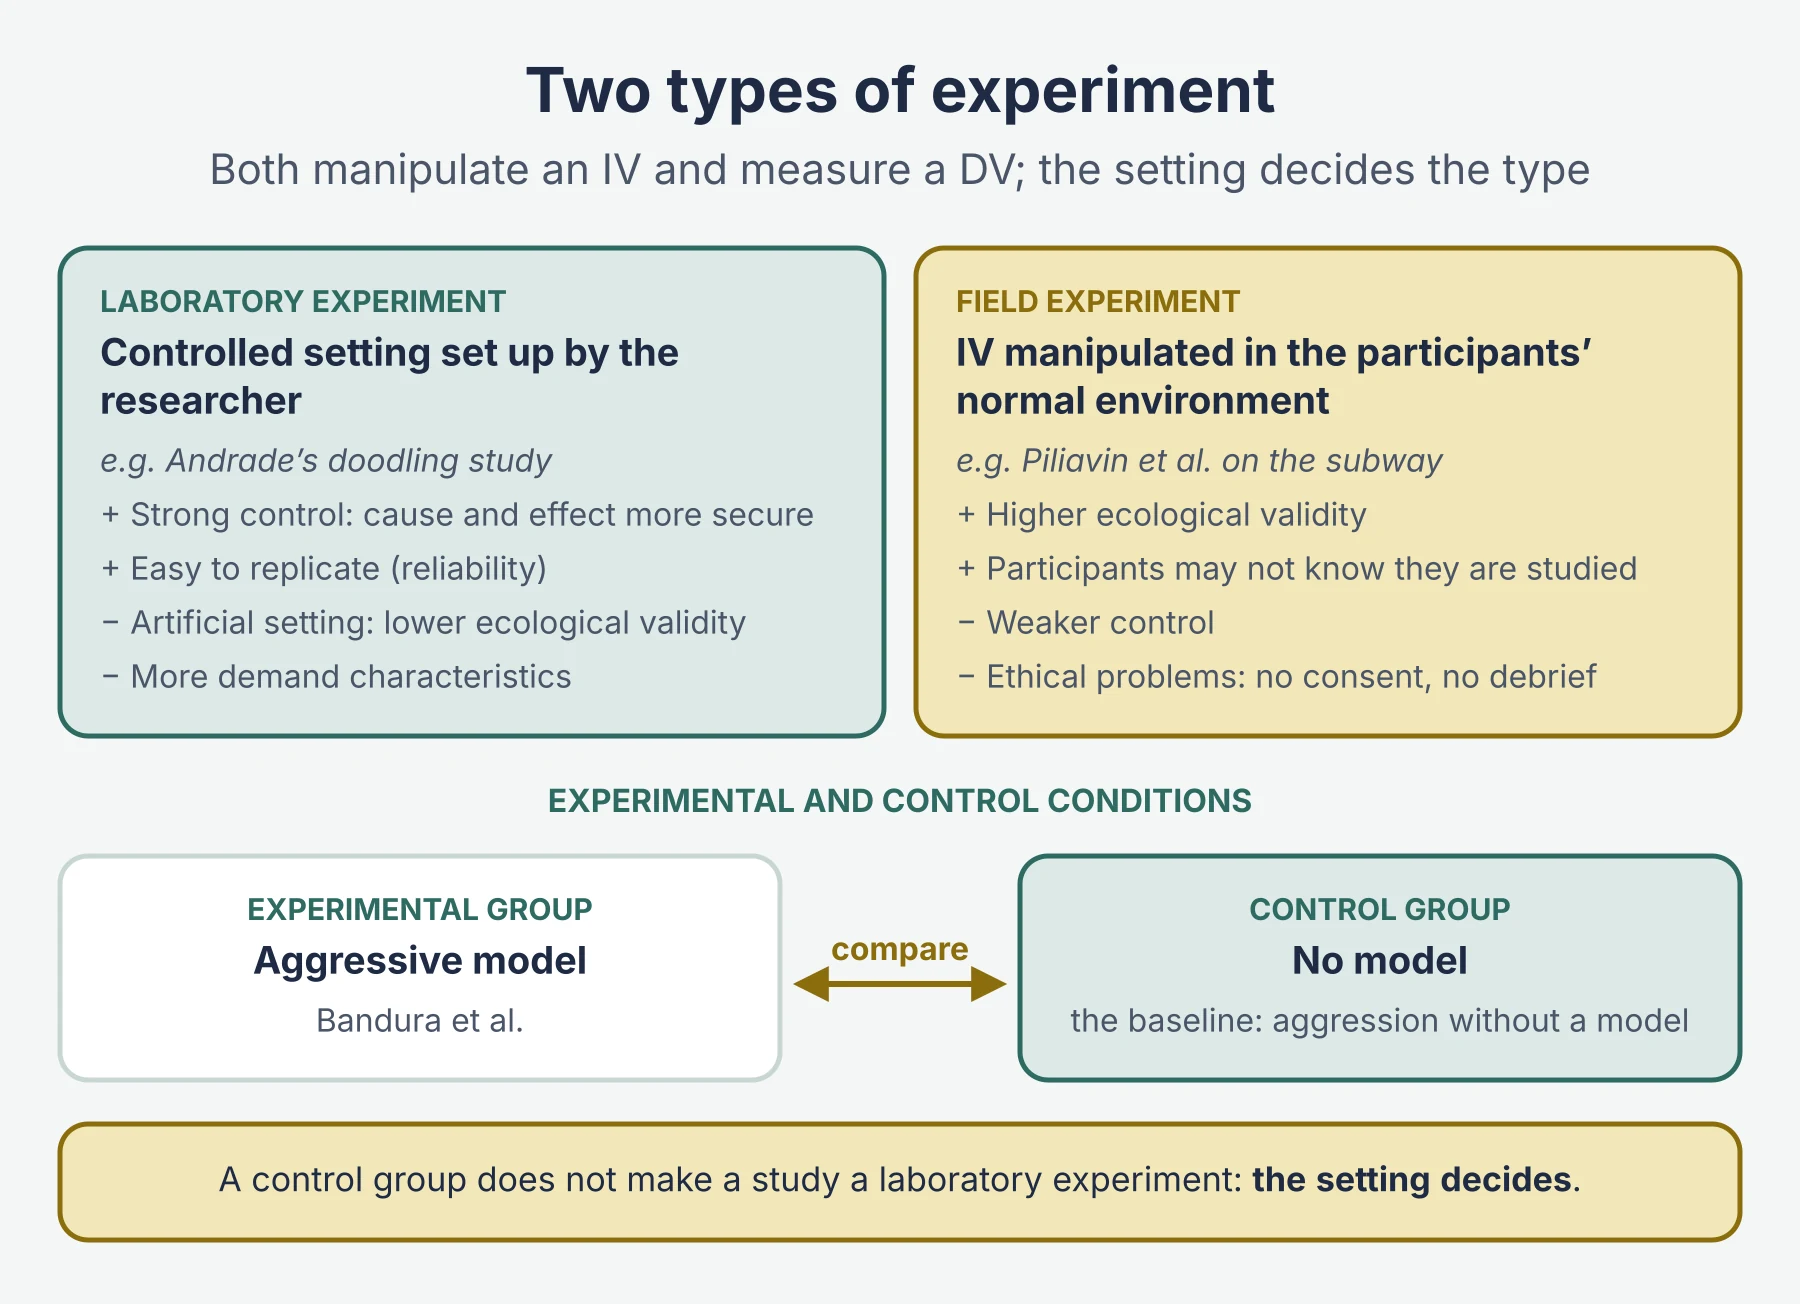 Two types of experiment
Both manipulate an IV and measure a DV; the setting decides the type
LABORATORY EXPERIMENT
Controlled setting set up by the
researcher
e.g. Andrade’s doodling study
+ Strong control: cause and effect more secure
+ Easy to replicate (reliability)
− Artificial setting: lower ecological validity
− More demand characteristics
FIELD EXPERIMENT
IV manipulated in the participants’
normal environment
e.g. Piliavin et al. on the subway
+ Higher ecological validity
+ Participants may not know they are studied
− Weaker control
− Ethical problems: no consent, no debrief
EXPERIMENTAL AND CONTROL CONDITIONS
EXPERIMENTAL GROUP
Aggressive model
Bandura et al.
compare
CONTROL GROUP
No model
the baseline: aggression without a model
A control group does not make a study a laboratory experiment: the setting decides.